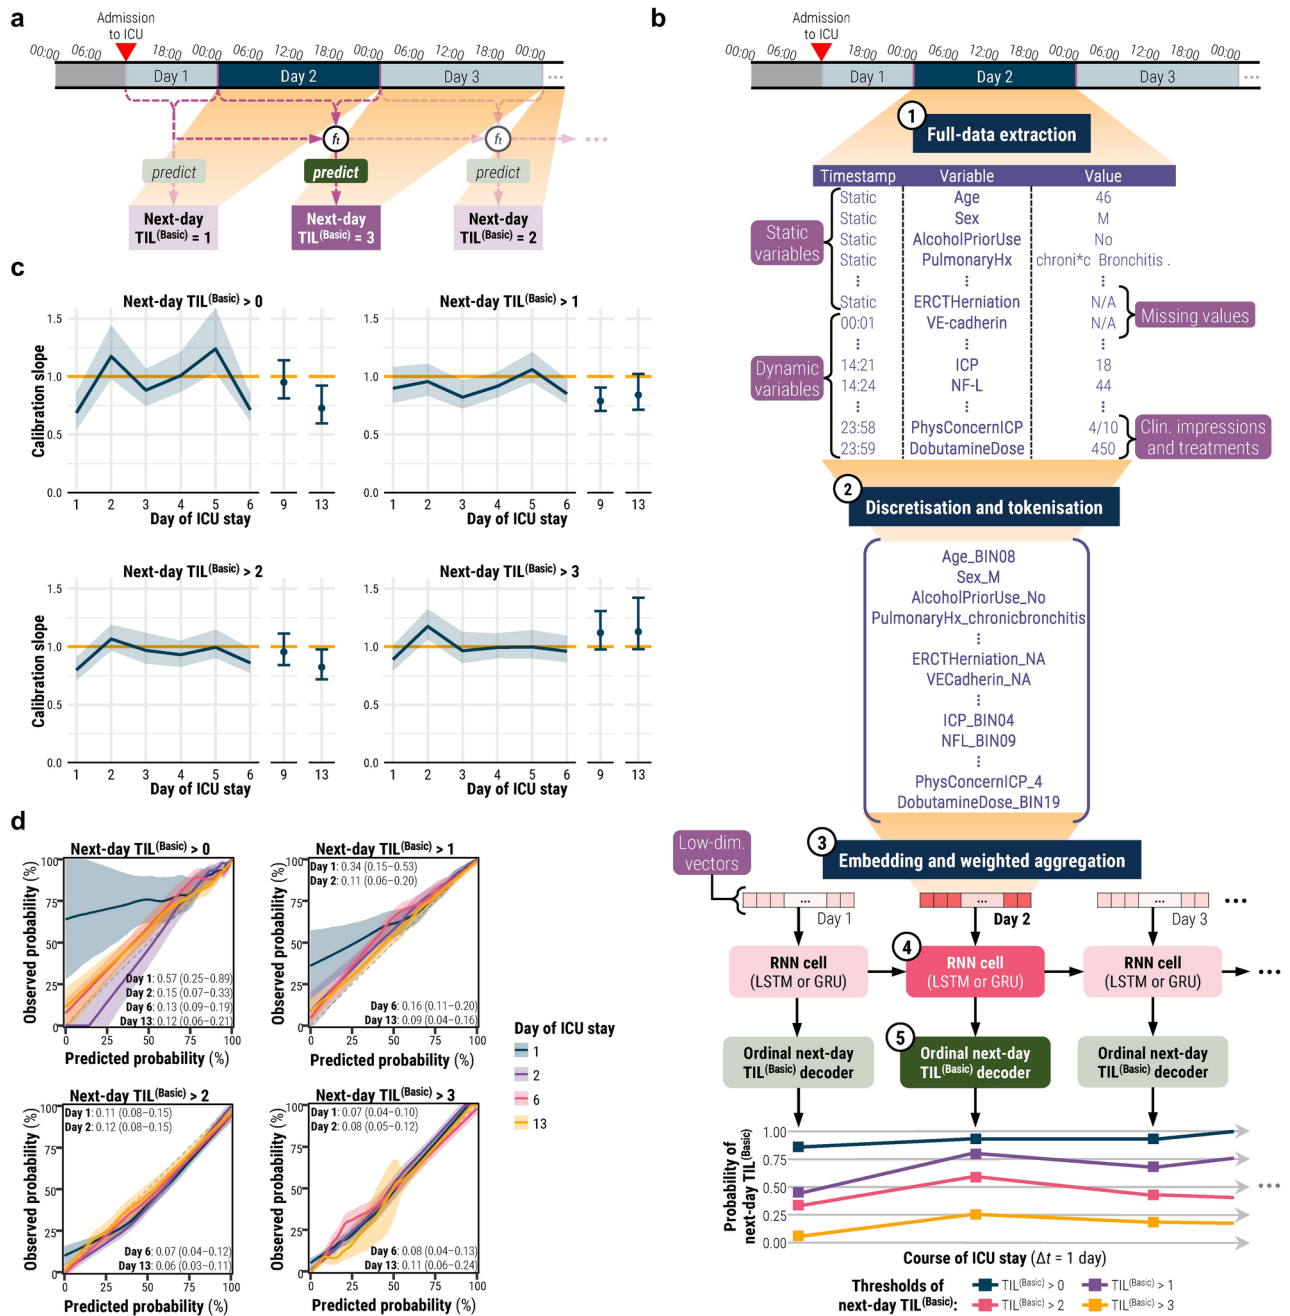 a
Admission
to ICU
00:00 06:00 18:00 00:00 06:00 12:00 18:00 00:00 06:00 12:00 18:00 00:00
Day 1 Day 2 Day 3 ...
ft ft ...
predict predict predict
Next-day Next-day Next-day
TIL(Basic) = 1 TIL(Basic) = 3 TIL(Basic) = 2
b
Admission
to ICU
00:00 06:00 18:00 00:00 06:00 12:00 18:00 00:00 06:00 12:00 18:00 00:00
Day 1 Day 2 Day 3 ...
1 Full-data extraction
Timestamp Variable Value
Static Age 46
Static Sex M
Static AlcoholPriorUse No
Static PulmonaryHx chroni*c Bronchitis .
Static ERCTHerniation N/A
00:01 VE-cadherin N/A
14:21 ICP 18
14:24 NF-L 44
23:58 PhysConcernICP 4/10
23:59 DobutamineDose 450
Static
variables
Missing values
Dynamic
variables
Clin. impressions
and treatments
2 Discretisation and tokenisation
Age_BIN08
Sex_M
AlcoholPriorUse_No
PulmonaryHx_chronicbronchitis
ERCTHerniation_NA
VECadherin_NA
ICP_BIN04
NFL_BIN09
PhysConcernICP_4
DobutamineDose_BIN19
3 Embedding and weighted aggregation
Low-dim.
vectors
... ... ... ...
Day 1 Day 2 Day 3
4
RNN cell RNN cell RNN cell
(LSTM or GRU) (LSTM or GRU) (LSTM or GRU) ...
5
Ordinal next-day Ordinal next-day Ordinal next-day
TIL(Basic) decoder TIL(Basic) decoder TIL(Basic) decoder
Probability of
next-day TIL(Basic)
1.00
0.75
0.50
0.25
0.00
...
Course of ICU stay (Δt = 1 day)
Thresholds of
next-day TIL(Basic):
TIL(Basic) > 0 TIL(Basic) > 1
TIL(Basic) > 2 TIL(Basic) > 3
c
Next-day TIL(Basic) > 0
Calibration slope
1.5
1.0
0.5
0.0
1 2 3 4 5 6 9 13
Day of ICU stay
Next-day TIL(Basic) > 1
1.5
1.0
0.5
0.0
1 2 3 4 5 6 9 13
Day of ICU stay
Next-day TIL(Basic) > 2
Calibration slope
1.5
1.0
0.5
0.0
1 2 3 4 5 6 9 13
Day of ICU stay
Next-day TIL(Basic) > 3
1.5
1.0
0.5
0.0
1 2 3 4 5 6 9 13
Day of ICU stay
d
Next-day TIL(Basic) > 0
Observed probability (%)
100
75
50
25
0
Day 1: 0.57 (0.25–0.89)
Day 2: 0.15 (0.07–0.33)
Day 6: 0.13 (0.09–0.19)
Day 13: 0.12 (0.06–0.21)
0 25 50 75 100
Predicted probability (%)
Next-day TIL(Basic) > 1
Observed probability (%)
100
75
50
25
0
Day 1: 0.34 (0.15–0.53)
Day 2: 0.11 (0.06–0.20)
Day 6: 0.16 (0.11–0.20)
Day 13: 0.09 (0.04–0.16)
0 25 50 75 100
Predicted probability (%)
Day of ICU stay
1
2
6
13
Next-day TIL(Basic) > 2
Observed probability (%)
100
75
50
25
0
Day 1: 0.11 (0.08–0.15)
Day 2: 0.12 (0.08–0.15)
Day 6: 0.07 (0.04–0.12)
Day 13: 0.06 (0.03–0.11)
0 25 50 75 100
Predicted probability (%)
Next-day TIL(Basic) > 3
Observed probability (%)
100
75
50
25
0
Day 1: 0.07 (0.04–0.10)
Day 2: 0.08 (0.05–0.12)
Day 6: 0.08 (0.04–0.13)
Day 13: 0.11 (0.06–0.24)
0 25 50 75 100
Predicted probability (%)